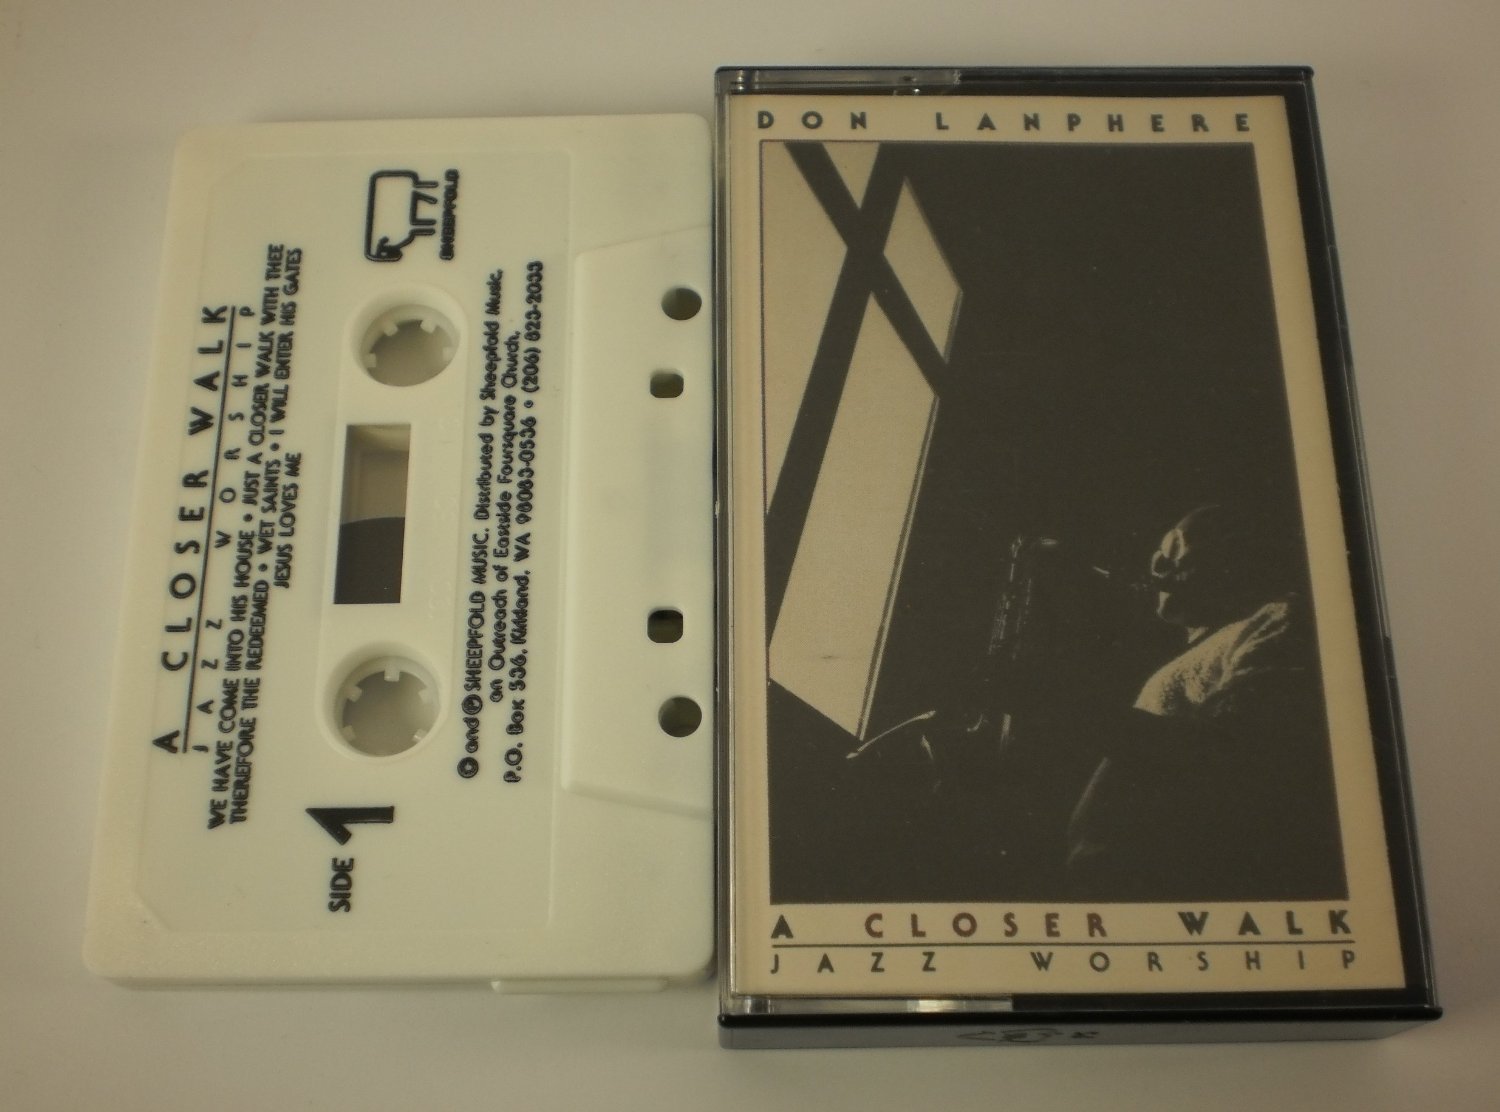 A CLOSER WALK
JAZZ WORSHIP
WE HAVE COME INTO HIS HOUSE • JUST A CLOSER WALK WITH THEE
THEREFORE THE REDEEMED • WET SAINTS • I WILL ENTER HIS GATES
JESUS LOVES ME
SIDE 1
SHEEPFOLD
© and ℗ SHEEPFOLD MUSIC. Distributed by Sheepfold Music,
an Outreach of Eastside Foursquare Church,
P.O. Box 536, Kirkland, WA 98083-0536 • (206) 823-2033
DON LANPHERE
A CLOSER WALK
JAZZ WORSHIP